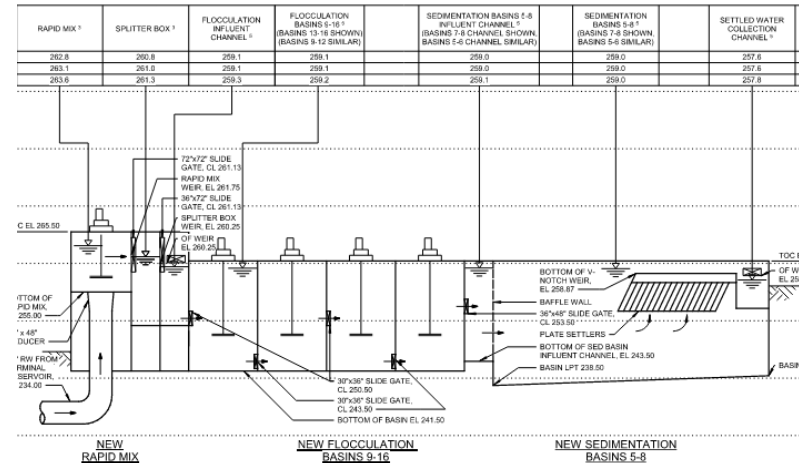 RAPID MIX 5
SPLITTER BOX 5
FLOCCULATION
INFLUENT
CHANNEL 6
FLOCCULATION
BASINS 9-16 6
(BASINS 13-16 SHOWN)
(BASINS 9-12 SIMILAR)
SEDIMENTATION BASINS 5-8
INFLUENT CHANNEL 6
(BASINS 7-8 CHANNEL SHOWN,
BASINS 5-6 CHANNEL SIMILAR)
SEDIMENTATION
BASINS 5-8 6
(BASINS 7-8 SHOWN,
BASINS 5-6 SIMILAR)
SETTLED WATER
COLLECTION
CHANNEL 6
262.8 260.8 259.1 259.1 259.0 259.0 257.6
263.1 261.0 259.1 259.1 259.0 259.0 257.6
263.6 261.3 259.3 259.2 259.1 259.0 257.8
72"x72" SLIDE
GATE, CL 261.13
RAPID MIX
WEIR, EL 261.75
36"x72" SLIDE
GATE, CL 261.13
SPLITTER BOX
WEIR, EL 260.25
OF WEIR
EL 260.25
C EL 265.50
TTOM OF
PID MIX,
255.00
' x 48"
DUCER
RW FROM
RMINAL
SERVOIR,
234.00
30"x36" SLIDE GATE,
CL 250.50
30"x36" SLIDE GATE,
CL 243.50
BOTTOM OF BASIN EL 241.50
BOTTOM OF V-
NOTCH WEIR,
EL 258.87
BAFFLE WALL
36"x48" SLIDE GATE,
CL 253.50
PLATE SETTLERS
BOTTOM OF SED BASIN
INFLUENT CHANNEL, EL 243.50
BASIN LPT 238.50
TOC E
OF W
EL 25
BASIN
NEW
RAPID MIX
NEW FLOCCULATION
BASINS 9-16
NEW SEDIMENTATION
BASINS 5-8